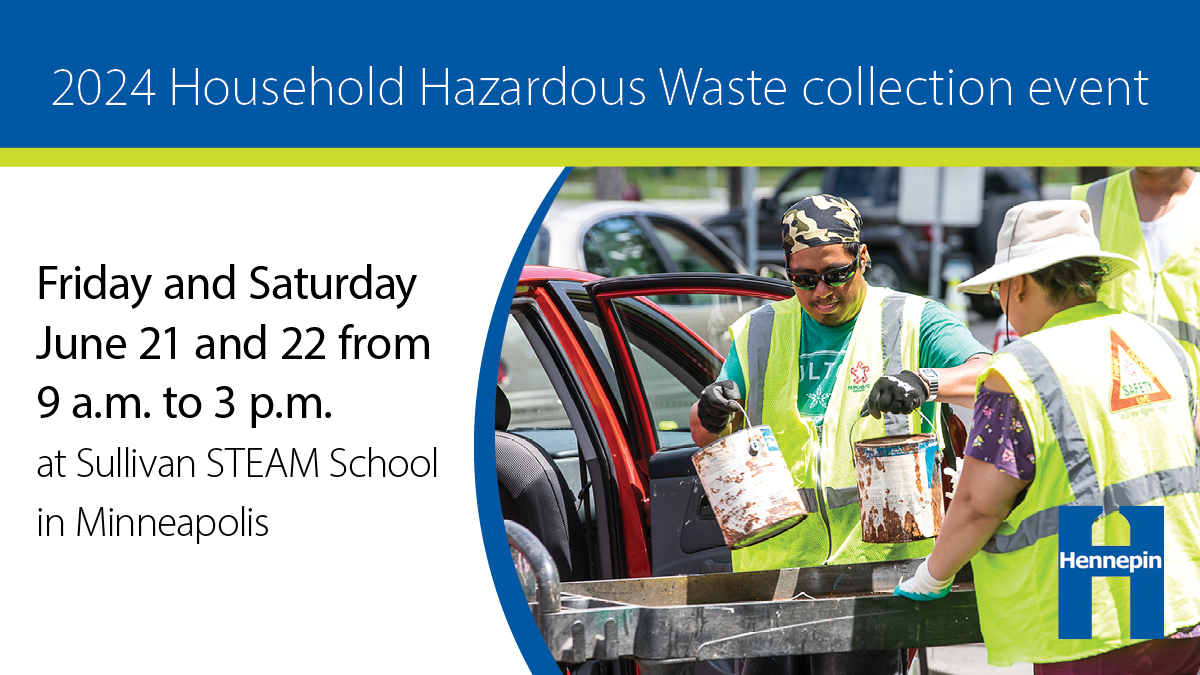 2024 Household Hazardous Waste collection event
Friday and Saturday
June 21 and 22 from
9 a.m. to 3 p.m.
at Sullivan STEAM School
in Minneapolis
SAFETY
Hennepin